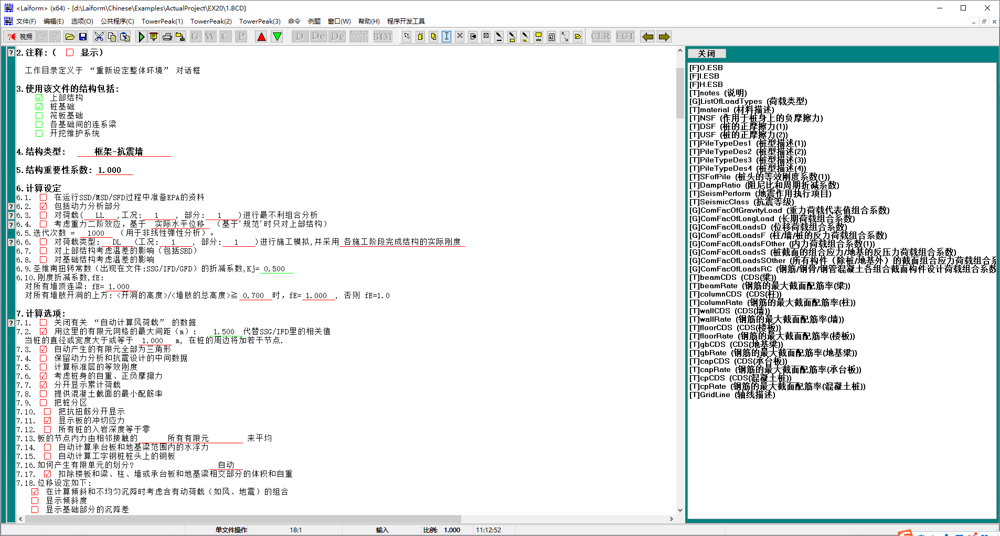 <Laiform> (x64) - [d:\Laiform\Chinese\Examples\ActualProject\EX20\1.BCD]
文件(F) 编辑(E) 选项(O) 公共程序(C) TowerPeak(1) TowerPeak(2) TowerPeak(3) 命令 例题 窗口(W) 帮助(H) 程序开发工具
视频 G W C P D De Dr ACAD BIM CLR FGT
2.注释:( 显示)
工作目录定义于 “重新设定整体环境” 对话框
3.使用该文件的结构包括:
上部结构
桩基础
筏板基础
各基础间的连系梁
开挖维护系统
4.结构类型: 框架-抗震墙
5.结构重要性系数: 1.000
6.计算设定
6.1. 在运行SSD/MSD/SFD过程中准备EPA的资料
6.2. 包括动力分析部分
6.3. 对荷载( LL ,工况: 1 , 部分: 1 )进行最不利组合分析
6.4. 考虑重力二阶效应, 基于 实际水平位移 (基于'规范'时只对上部结构)
6.5.迭代次数 = 1000 (用于非线性弹性分析)。
6.6. 对荷载类型: DL (工况: 1 , 部分: 1 )进行施工模拟,并采用 各施工阶段完成结构的实际刚度
6.7. 对上部结构考虑温差的影响(包括SBD)
6.8. 对基础结构考虑温差的影响
6.9.圣维南扭转常数(出现在文件:SSG/IFD/GFD)的折减系数,Kj= 0.500
6.10.刚度折减系数,fE:
对所有墙顶连梁: fE= 1.000
对所有墙肢开洞的上方: <开洞的高度>/<墙肢的总高度>≧ 0.700 时, fE= 1.000 , 否则 fE=1.0
7.计算选项:
7.1. 关闭有关 “自动计算风荷载” 的数据
7.2. 用这里的有限元网格的最大间距(m): 1.500 代替SSG/IFD里的相关值
当桩的直径或宽度大于或等于 1.000 m, 在桩的周边将加若干节点.
7.3. 自动产生的有限元全部为三角形
7.4. 保留动力分析和抗震设计的中间数据
7.5. 计算标准层的等效刚度
7.6. 考虑桩身的自重、正负摩擦力
7.7. 分开显示累计荷载
7.8. 提供混凝土截面的最小配筋率
7.9. 把桩分区
7.10. 把抗扭筋分开显示
7.11. 显示板的冲切应力
7.12. 所有桩的入岩深度等于零
7.13.板的节点内力由相邻接触的 所有有限元 来平均
7.14. 自动计算承台板和地基梁范围内的水浮力
7.15. 自动计算工字钢桩桩头上的钢板
7.16.如何产生有限单元的划分? 自动
7.17. 扣除楼板和梁、柱、墙或承台板和地基梁相交部分的体积和自重
7.18.位移设定如下:
在计算倾斜和不均匀沉降时考虑含有动荷载(如风、地震)的组合
显示倾斜度
显示基础部分的沉降差
关闭
[F]O.ESB
[F]I.ESB
[F]H.ESB
[T]notes (说明)
[G]ListOfLoadTypes (荷载类型)
[T]material (材料描述)
[T]NSF (作用于桩身上的负摩擦力)
[T]DSF (桩的正摩擦力(1))
[T]USF (桩的正摩擦力(2))
[T]PileTypeDes1 (桩型描述(1))
[T]PileTypeDes2 (桩型描述(2))
[T]PileTypeDes3 (桩型描述(3))
[T]PileTypeDes4 (桩型描述(4))
[T]SFofPile (桩头的等效刚度系数(1))
[T]DampRatio (阻尼比和周期折减系数)
[T]SeismPerform (地震作用执行项目)
[T]SeismicClass (抗震等级)
[G]ComFacOfGravityLoad (重力荷载代表值组合系数)
[G]ComFacOfLongLoad (长期荷载组合系数)
[G]ComFacOfLoadsD (位移荷载组合系数)
[G]ComFacOfLoadsF (柱/墙/桩的反力荷载组合系数)
[G]ComFacOfLoadsFOther (内力荷载组合系数(1))
[G]ComFacOfLoadsS (桩截面的组合应力/地基的反压力荷载组合系数)
[G]ComFacOfLoadsSOther (所有构件(除桩/地基外)的截面组合应力荷载组合系
[G]ComFacOfLoadsRC (钢筋/钢骨/钢管混凝土各组合截面构件设计荷载组合系数
[T]beamCDS (CDS(梁))
[T]beamRate (钢筋的最大截面配筋率(梁))
[T]columnCDS (CDS(柱))
[T]columnRate (钢筋的最大截面配筋率(柱))
[T]wallCDS (CDS(墙))
[T]wallRate (钢筋的最大截面配筋率(墙))
[T]floorCDS (CDS(楼板))
[T]floorRate (钢筋的最大截面配筋率(楼板))
[T]gbCDS (CDS(地基梁))
[T]gbRate (钢筋的最大截面配筋率(地基梁))
[T]capCDS (CDS(承台板))
[T]capRate (钢筋的最大截面配筋率(承台板))
[T]cpCDS (CDS(混凝土桩))
[T]cpRate (钢筋的最大截面配筋率(混凝土桩))
[T]GridLine (轴线描述)
单文件操作 18:1 输入 比例: 1.000 11:12:52